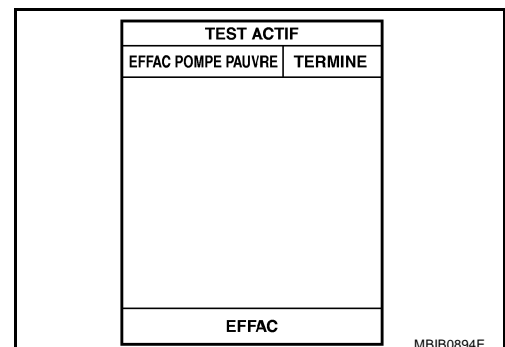 TEST ACTIF
EFFAC POMPE PAUVRE TERMINE
EFFAC
MBIB0894E